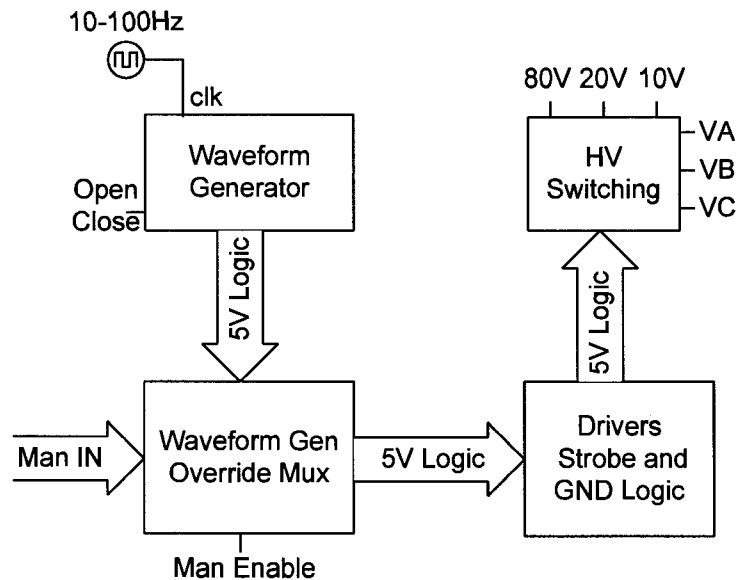 10-100Hz
clk
Waveform
Generator
Open
Close
5V Logic
80V 20V 10V
HV
Switching
VA
VB
VC
5V Logic
Man IN
Waveform Gen
Override Mux
Man Enable
5V Logic
Drivers
Strobe and
GND Logic